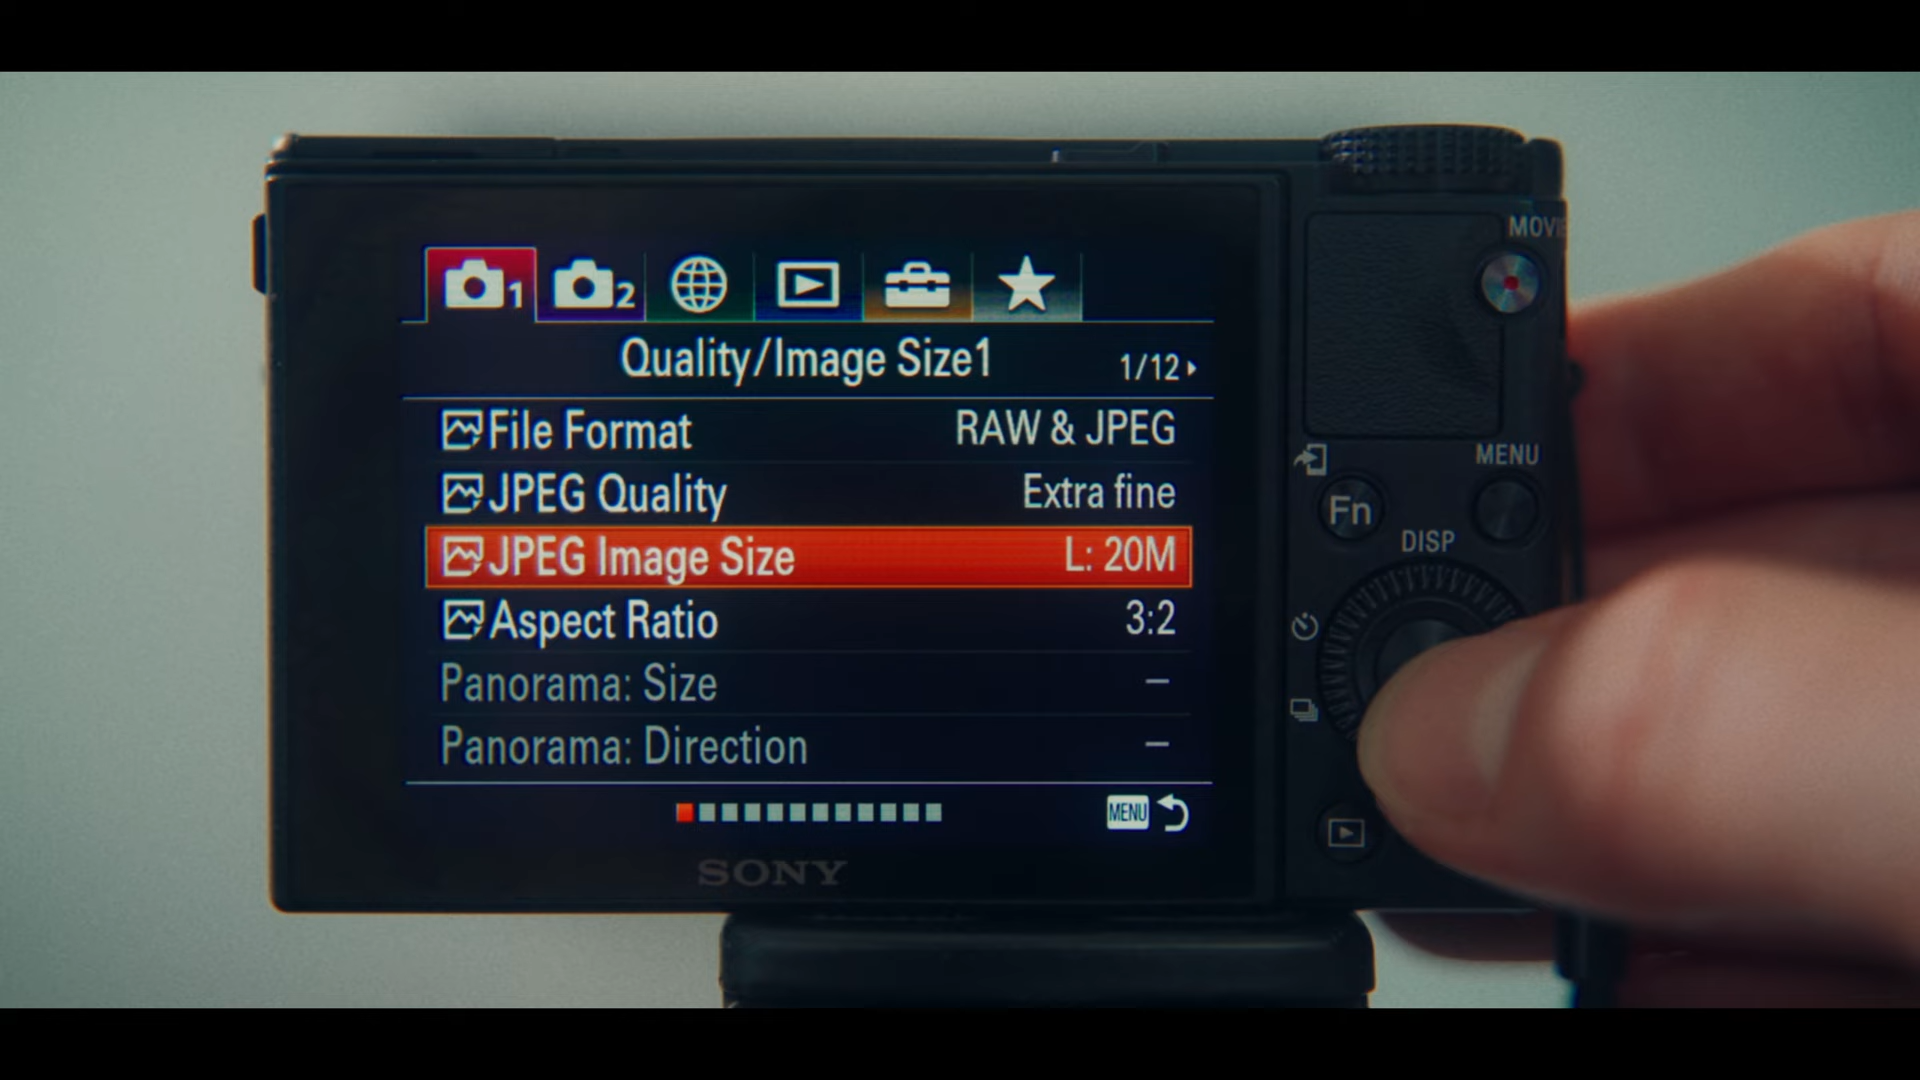 MOVIE
1 2
Quality/Image Size1 1/12
File Format RAW & JPEG
JPEG Quality Extra fine
JPEG Image Size L: 20M
Aspect Ratio 3:2
Panorama: Size –
Panorama: Direction –
MENU
SONY
MENU
Fn
DISP